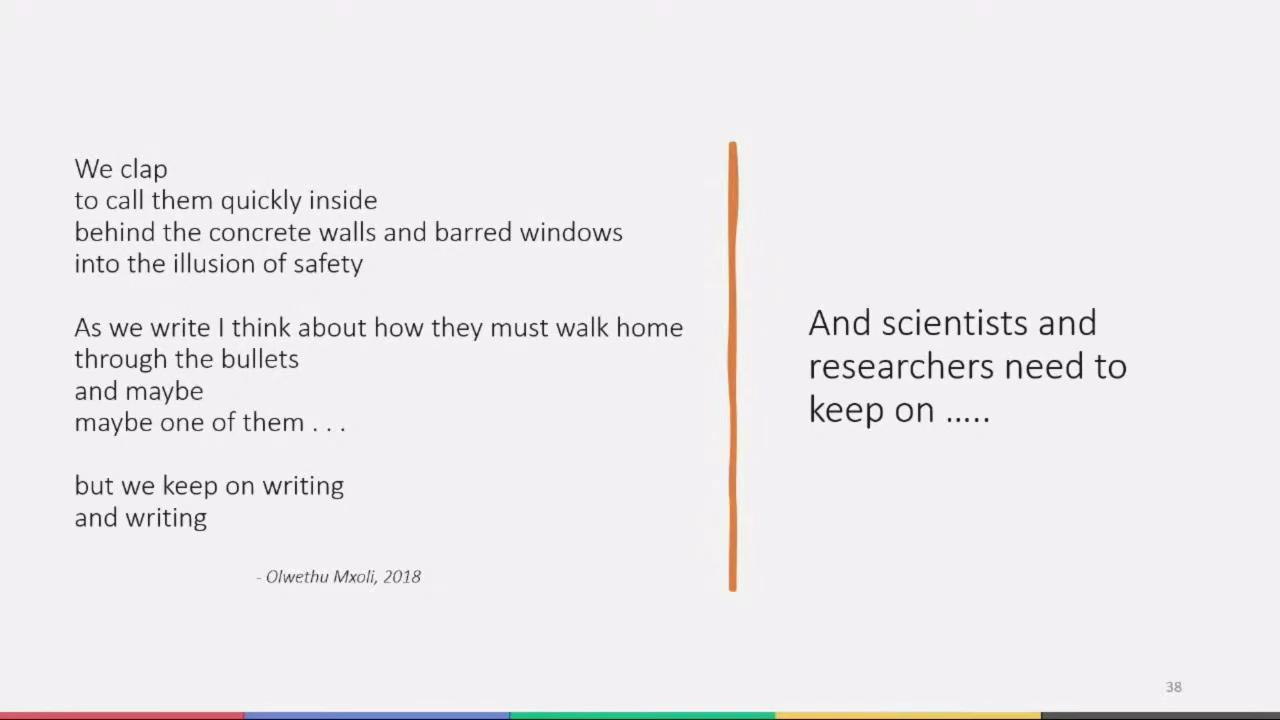 We clap
to call them quickly inside
behind the concrete walls and barred windows
into the illusion of safety
As we write I think about how they must walk home
through the bullets
and maybe
maybe one of them . . .
but we keep on writing
and writing
- Olwethu Mxoli, 2018
And scientists and
researchers need to
keep on .....
38